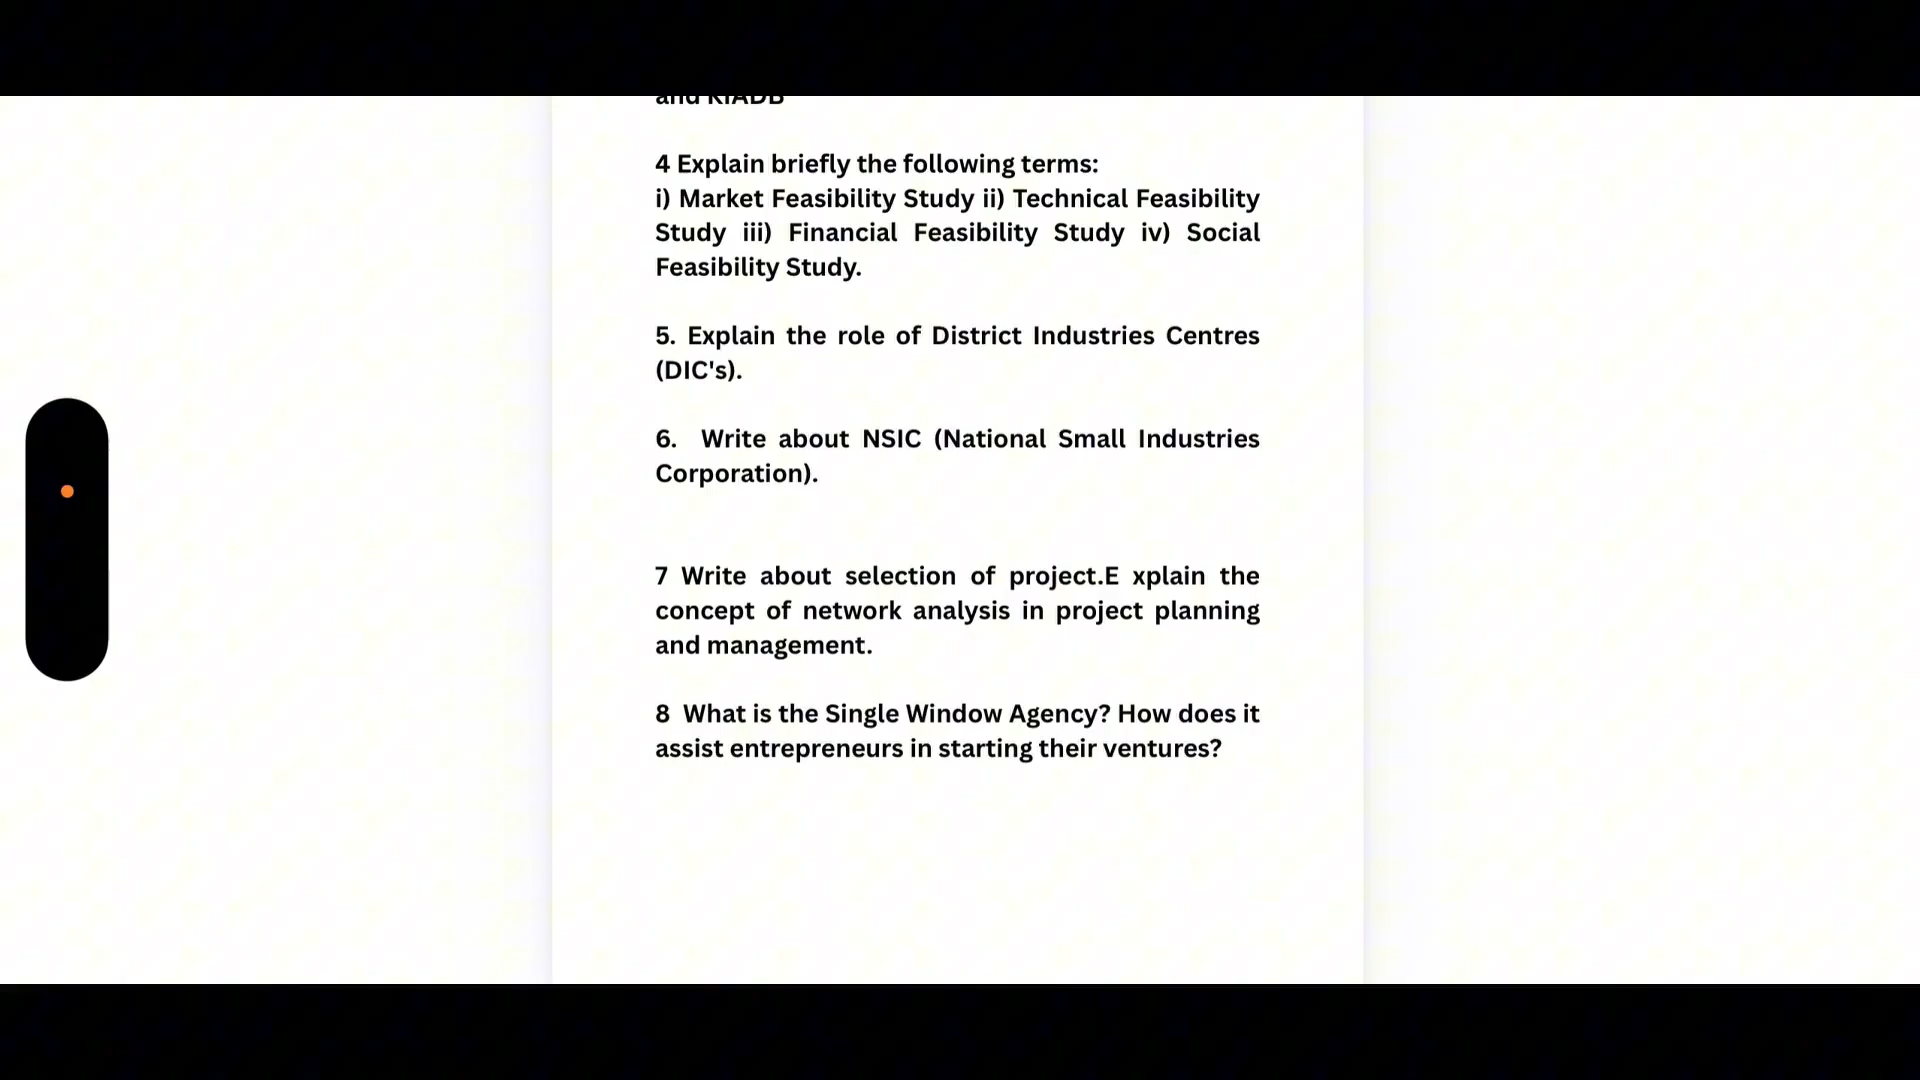 and KIADB
4 Explain briefly the following terms:
i) Market Feasibility Study ii) Technical Feasibility
Study iii) Financial Feasibility Study iv) Social
Feasibility Study.
5. Explain the role of District Industries Centres
(DIC's).
6. Write about NSIC (National Small Industries
Corporation).
7 Write about selection of project.E xplain the
concept of network analysis in project planning
and management.
8 What is the Single Window Agency? How does it
assist entrepreneurs in starting their ventures?